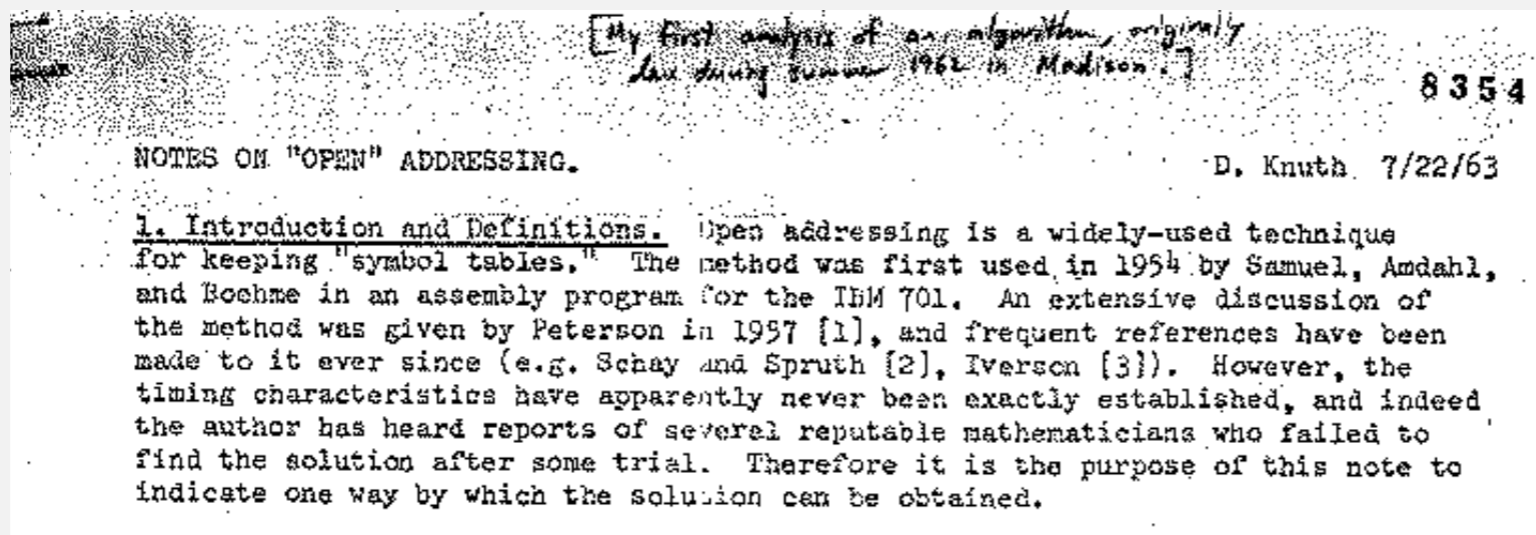 [My first analysis of an algorithm, originally
done during summer 1962 in Madison.]
8354
NOTES ON "OPEN" ADDRESSING.
D. Knuth 7/22/63
1. Introduction and Definitions. Open addressing is a widely-used technique
for keeping "symbol tables." The method was first used in 1954 by Samuel, Amdahl,
and Boehme in an assembly program for the IBM 701. An extensive discussion of
the method was given by Peterson in 1957 [1], and frequent references have been
made to it ever since (e.g. Schay and Spruth [2], Iverson [3]). However, the
timing characteristics have apparently never been exactly established, and indeed
the author has heard reports of several reputable mathematicians who failed to
find the solution after some trial. Therefore it is the purpose of this note to
indicate one way by which the solution can be obtained.